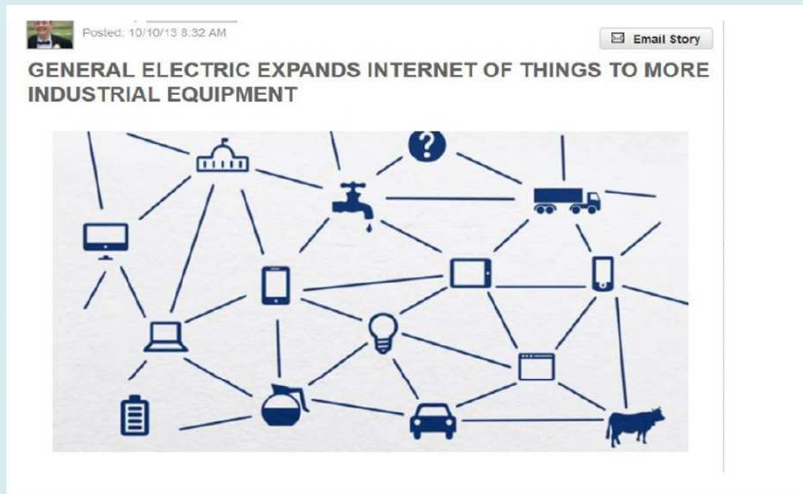 Posted: 10/10/13 8:32 AM
Email Story
GENERAL ELECTRIC EXPANDS INTERNET OF THINGS TO MORE
INDUSTRIAL EQUIPMENT
?